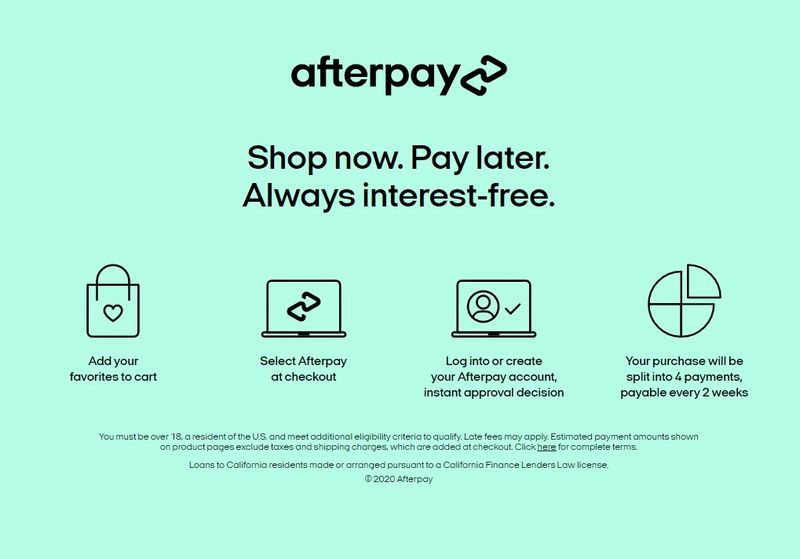 afterpay
Shop now. Pay later.
Always interest-free.
Add your
favorites to cart
Select Afterpay
at checkout
Log into or create
your Afterpay account,
instant approval decision
Your purchase will be
split into 4 payments,
payable every 2 weeks
You must be over 18, a resident of the U.S. and meet additional eligibility criteria to qualify. Late fees may apply. Estimated payment amounts shown
on product pages exclude taxes and shipping charges, which are added at checkout. Click here for complete terms.
Loans to California residents made or arranged pursuant to a California Finance Lenders Law license.
© 2020 Afterpay